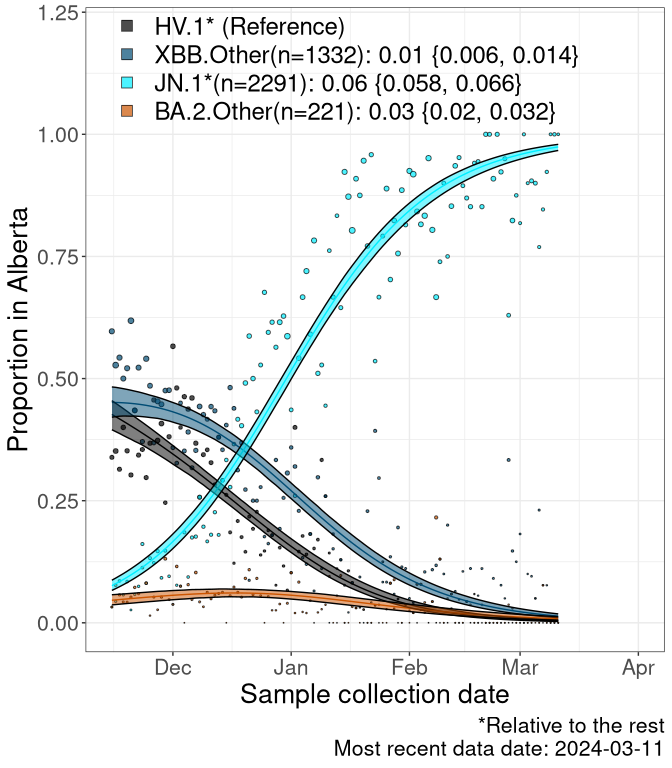 HV.1* (Reference)
XBB.Other(n=1332): 0.01 {0.006, 0.014}
JN.1*(n=2291): 0.06 {0.058, 0.066}
BA.2.Other(n=221): 0.03 {0.02, 0.032}
1.25
1.00
0.75
0.50
0.25
0.00
Proportion in Alberta
Dec Jan Feb Mar Apr
Sample collection date
*Relative to the rest
Most recent data date: 2024-03-11